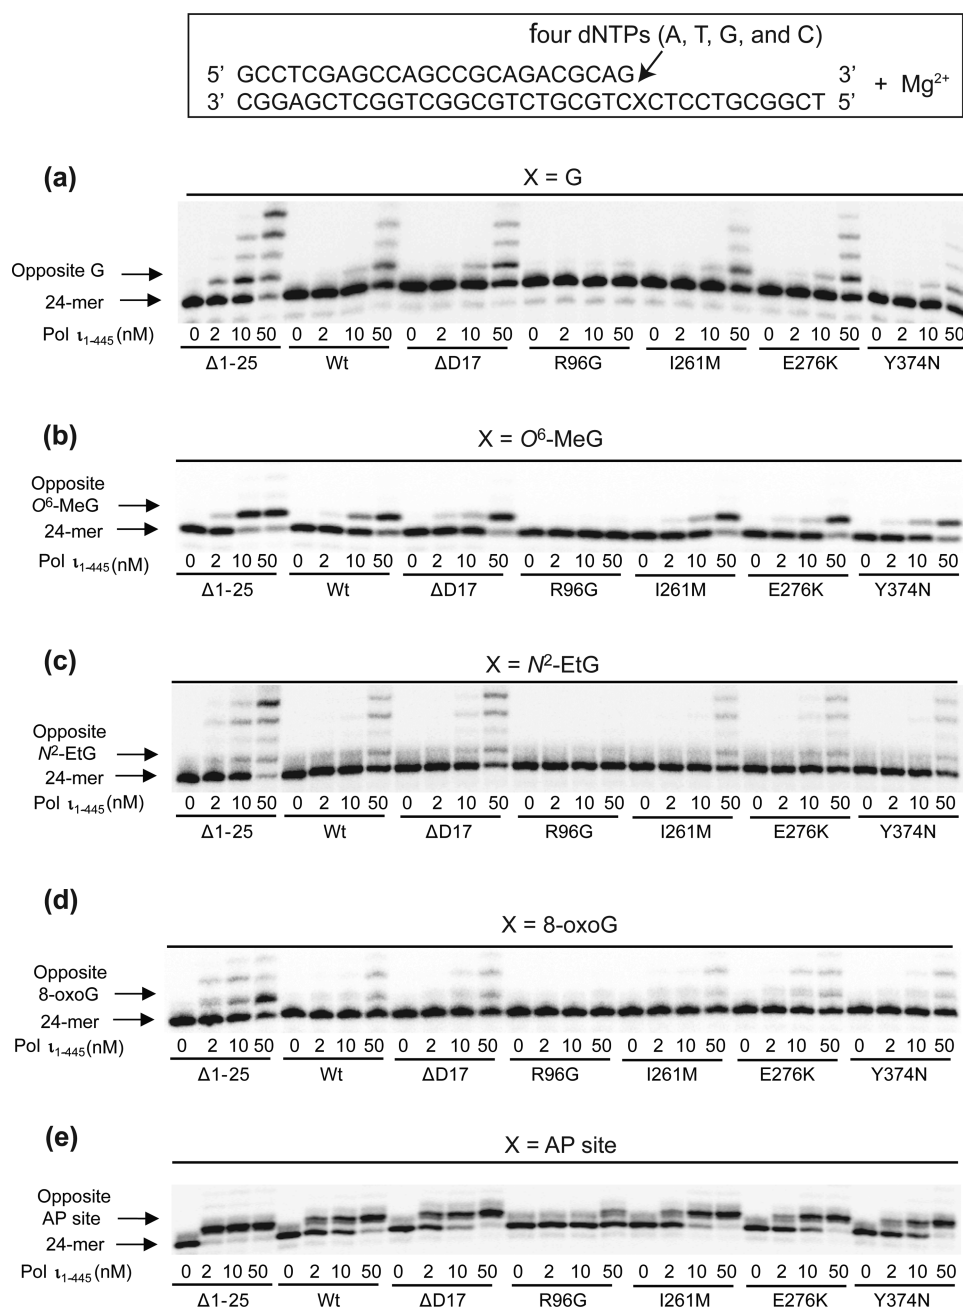 four dNTPs (A, T, G, and C)
5’ GCCTCGAGCCAGCCGCAGACGCAG 3’
3’ CGGAGCTCGGTCGGCGTCTGCGTCXCTCCTGCGGCT 5’
+ Mg²⁺
(a)
X = G
Opposite G
24-mer
Pol ι₁₋₄₄₅ (nM) 0 2 10 50 0 2 10 50 0 2 10 50 0 2 10 50 0 2 10 50 0 2 10 50 0 2 10 50
Δ1-25 Wt ΔD17 R96G I261M E276K Y374N
(b)
X = O⁶-MeG
Opposite
O⁶-MeG
24-mer
Pol ι₁₋₄₄₅ (nM) 0 2 10 50 0 2 10 50 0 2 10 50 0 2 10 50 0 2 10 50 0 2 10 50 0 2 10 50
Δ1-25 Wt ΔD17 R96G I261M E276K Y374N
(c)
X = N²-EtG
Opposite
N²-EtG
24-mer
Pol ι₁₋₄₄₅ (nM) 0 2 10 50 0 2 10 50 0 2 10 50 0 2 10 50 0 2 10 50 0 2 10 50 0 2 10 50
Δ1-25 Wt ΔD17 R96G I261M E276K Y374N
(d)
X = 8-oxoG
Opposite
8-oxoG
24-mer
Pol ι₁₋₄₄₅ (nM) 0 2 10 50 0 2 10 50 0 2 10 50 0 2 10 50 0 2 10 50 0 2 10 50 0 2 10 50
Δ1-25 Wt ΔD17 R96G I261M E276K Y374N
(e)
X = AP site
Opposite
AP site
24-mer
Pol ι₁₋₄₄₅ (nM) 0 2 10 50 0 2 10 50 0 2 10 50 0 2 10 50 0 2 10 50 0 2 10 50 0 2 10 50
Δ1-25 Wt ΔD17 R96G I261M E276K Y374N